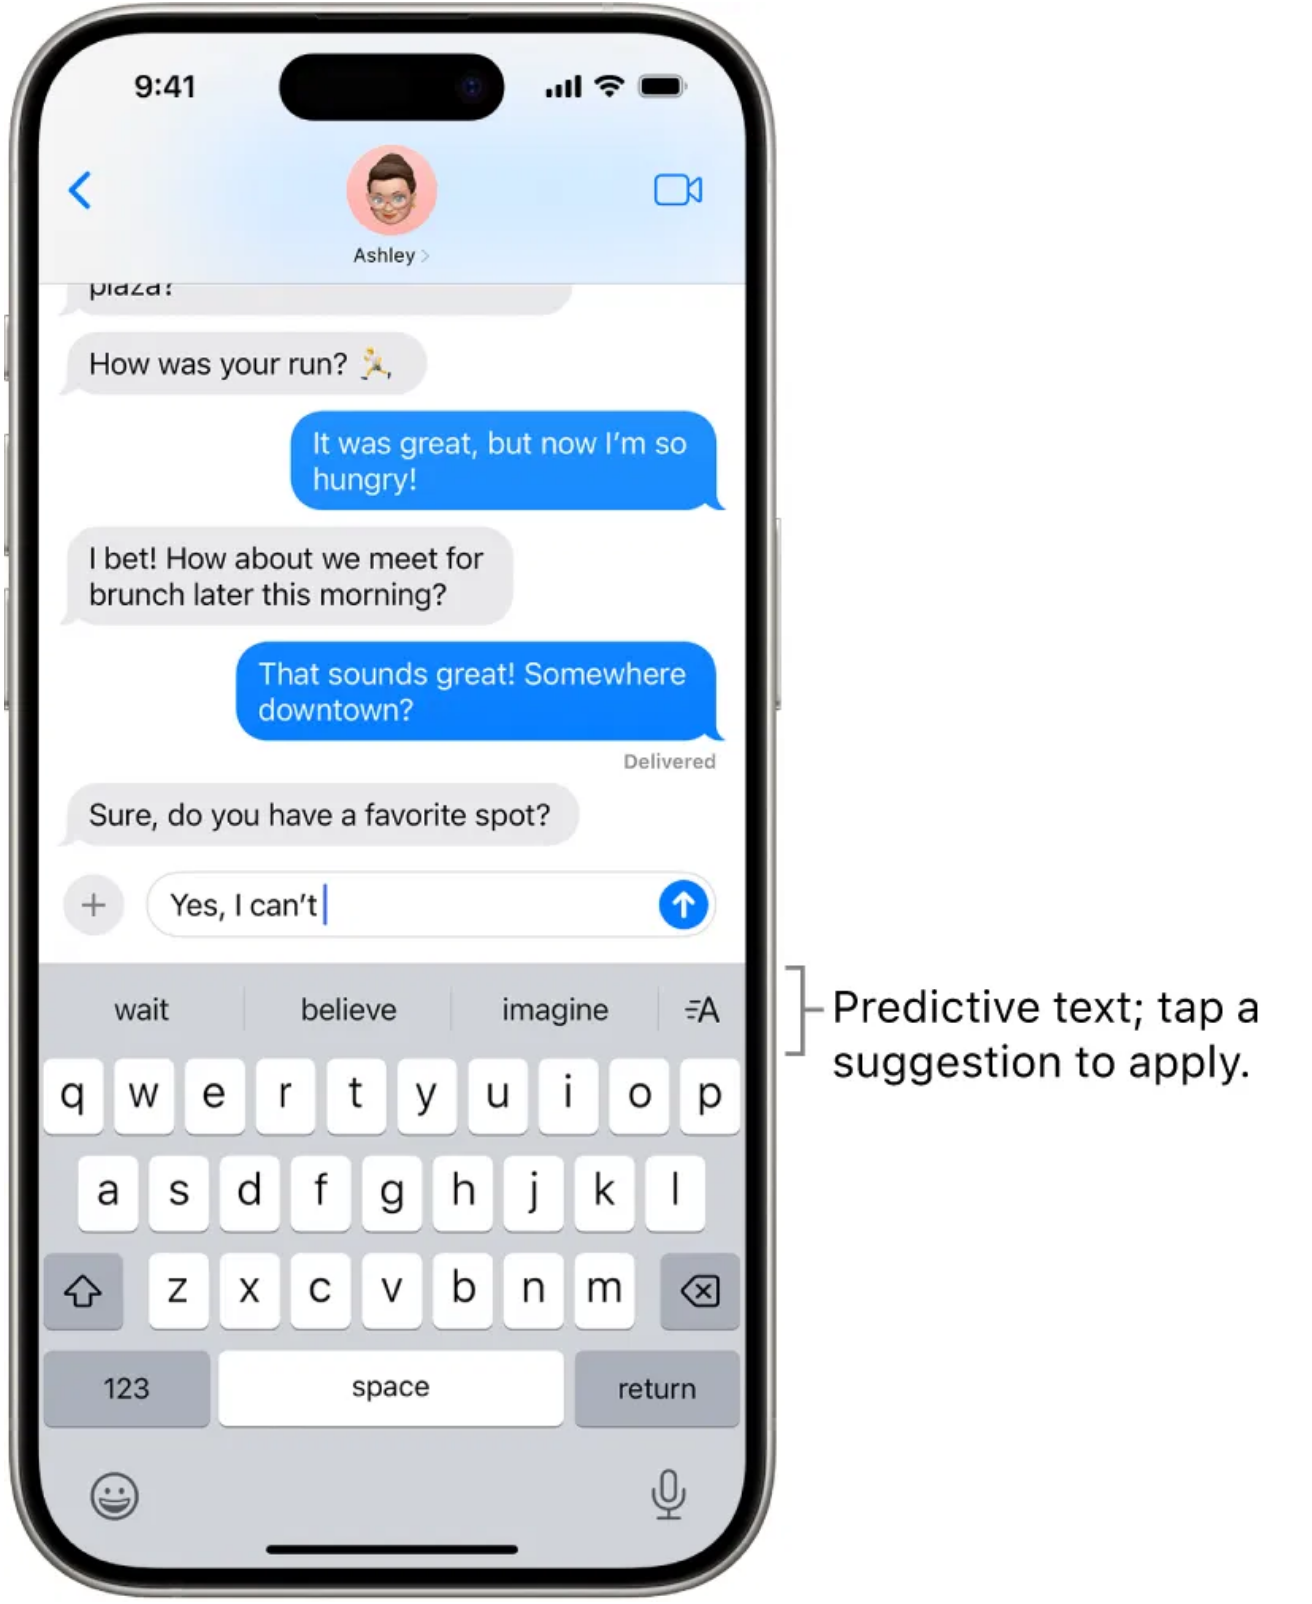 9:41
Ashley
plaza?
How was your run?
It was great, but now I'm so
hungry!
I bet! How about we meet for
brunch later this morning?
That sounds great! Somewhere
downtown?
Delivered
Sure, do you have a favorite spot?
Yes, I can't
wait believe imagine A
Predictive text; tap a
suggestion to apply.
q w e r t y u i o p
a s d f g h j k l
z x c v b n m
123 space return